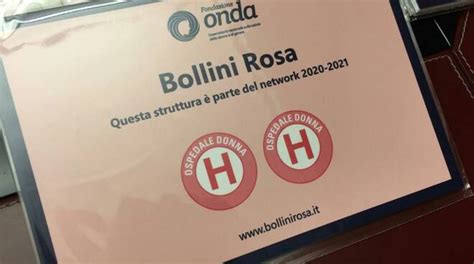 Fondazione
onda
Bollini Rosa
Questa struttura è parte del network 2020-2021
OSPEDALE DONNA
H
OSPEDALE DONNA
H
www.bollinirosa.it